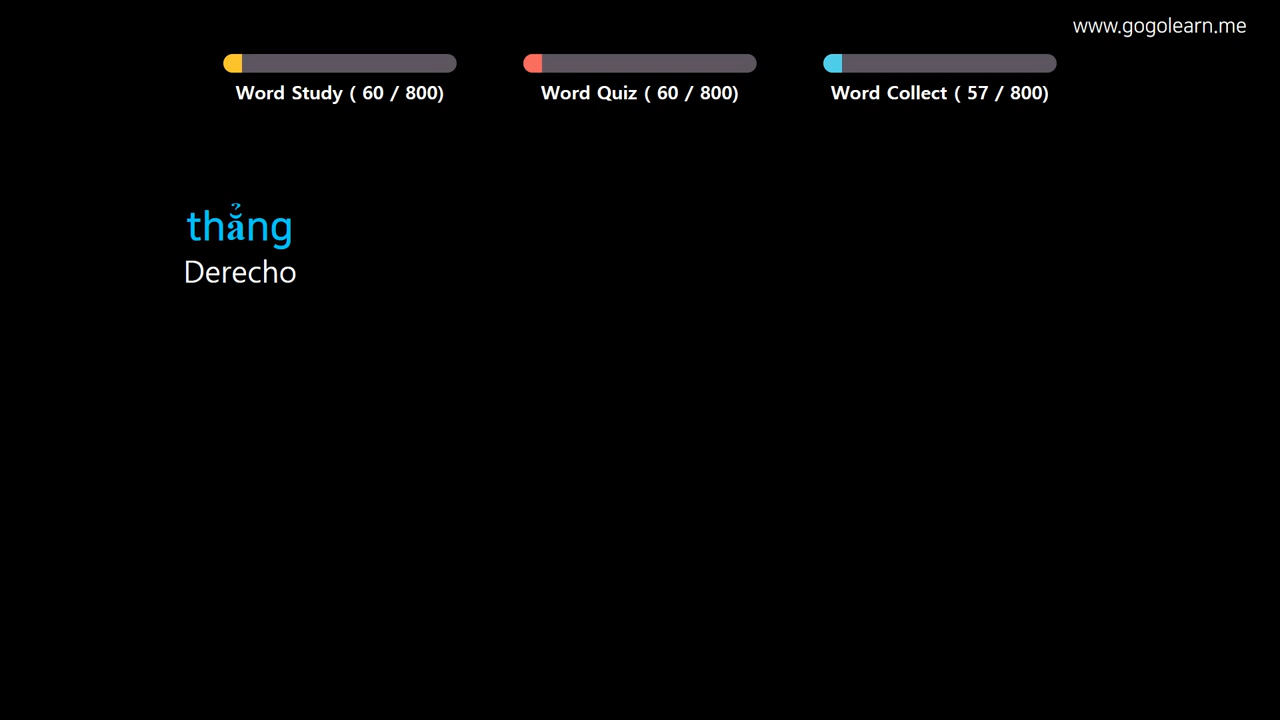 www.gogolearn.me
Word Study ( 60 / 800)
Word Quiz ( 60 / 800)
Word Collect ( 57 / 800)
thẳng
Derecho